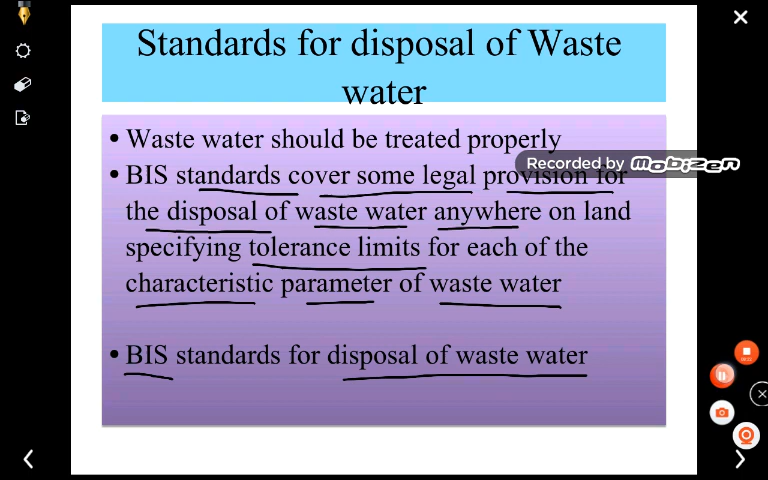 Standards for disposal of Waste
water
• Waste water should be treated properly
Recorded by Mobizen
• BIS standards cover some legal provision for
the disposal of waste water anywhere on land
specifying tolerance limits for each of the
characteristic parameter of waste water
• BIS standards for disposal of waste water